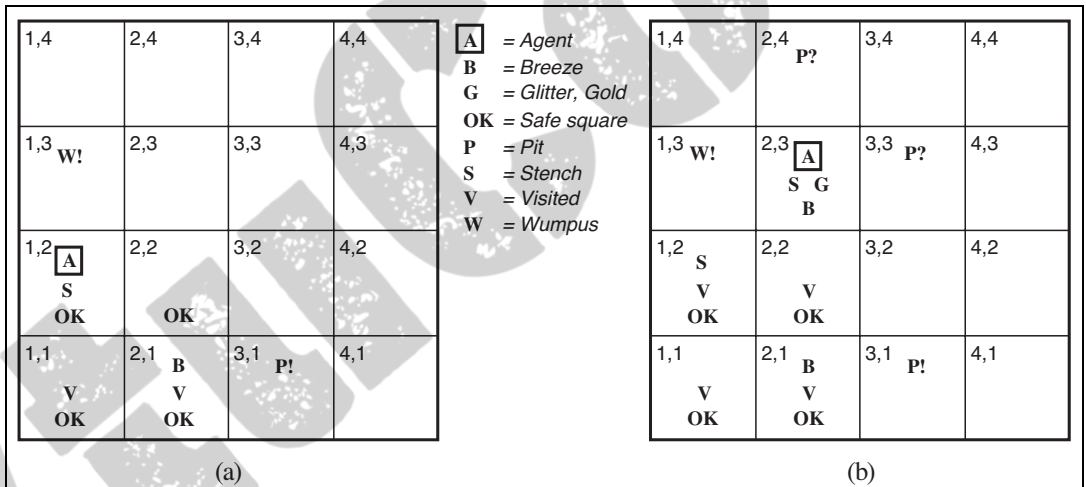 1,4 2,4 3,4 4,4
1,3 W! 2,3 3,3 4,3
1,2 A 2,2 3,2 4,2
S
OK OK
1,1 2,1 B 3,1 P! 4,1
V V
OK OK
(a)
A = Agent
B = Breeze
G = Glitter, Gold
OK = Safe square
P = Pit
S = Stench
V = Visited
W = Wumpus
1,4 2,4 P? 3,4 4,4
1,3 W! 2,3 A 3,3 P? 4,3
S G
B
1,2 S 2,2 3,2 4,2
V V
OK OK
1,1 2,1 B 3,1 P! 4,1
V V
OK OK
(b)